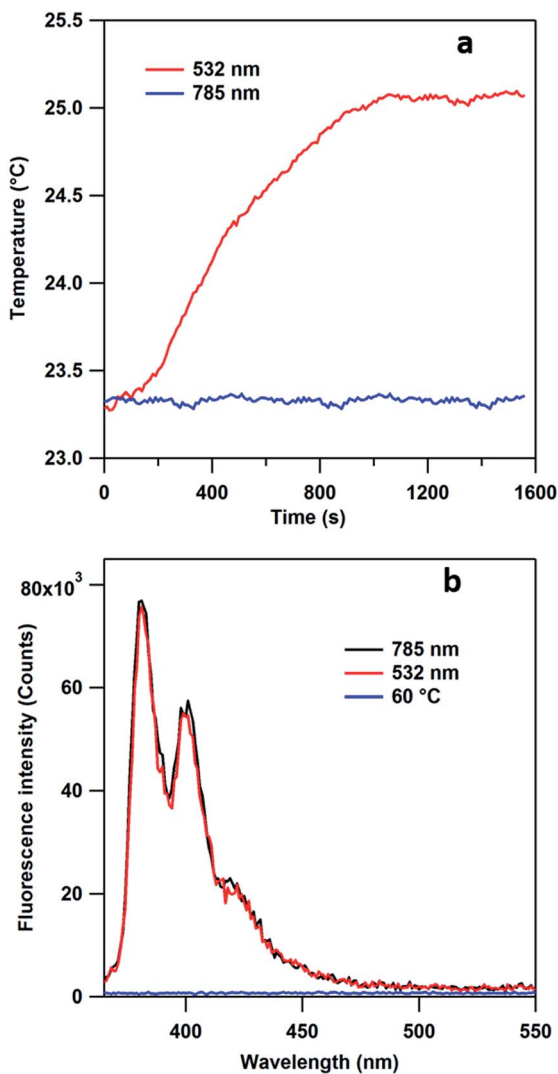 a
532 nm
785 nm
25.5
25.0
24.5
24.0
23.5
23.0
Temperature (°C)
0 400 800 1200 1600
Time (s)
b
785 nm
532 nm
60 °C
80x10³
60
40
20
0
Fluorescence intensity (Counts)
400 450 500 550
Wavelength (nm)